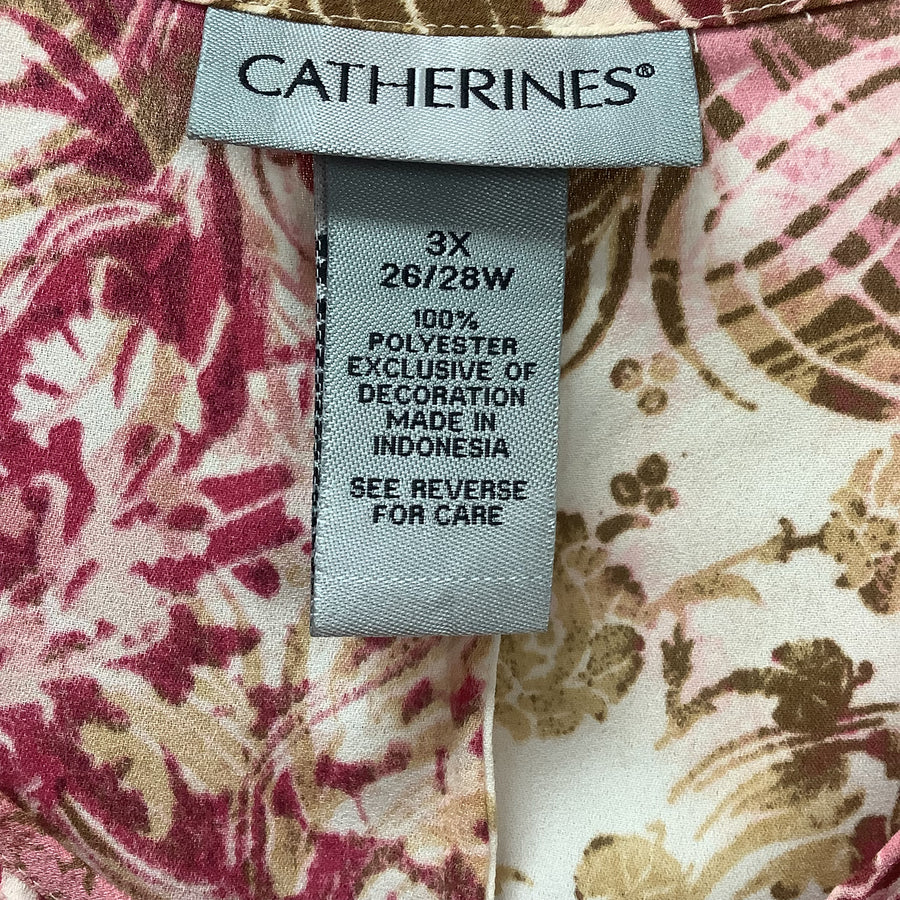 CATHERINES®
3X
26/28W
100%
POLYESTER
EXCLUSIVE OF
DECORATION
MADE IN
INDONESIA
SEE REVERSE
FOR CARE